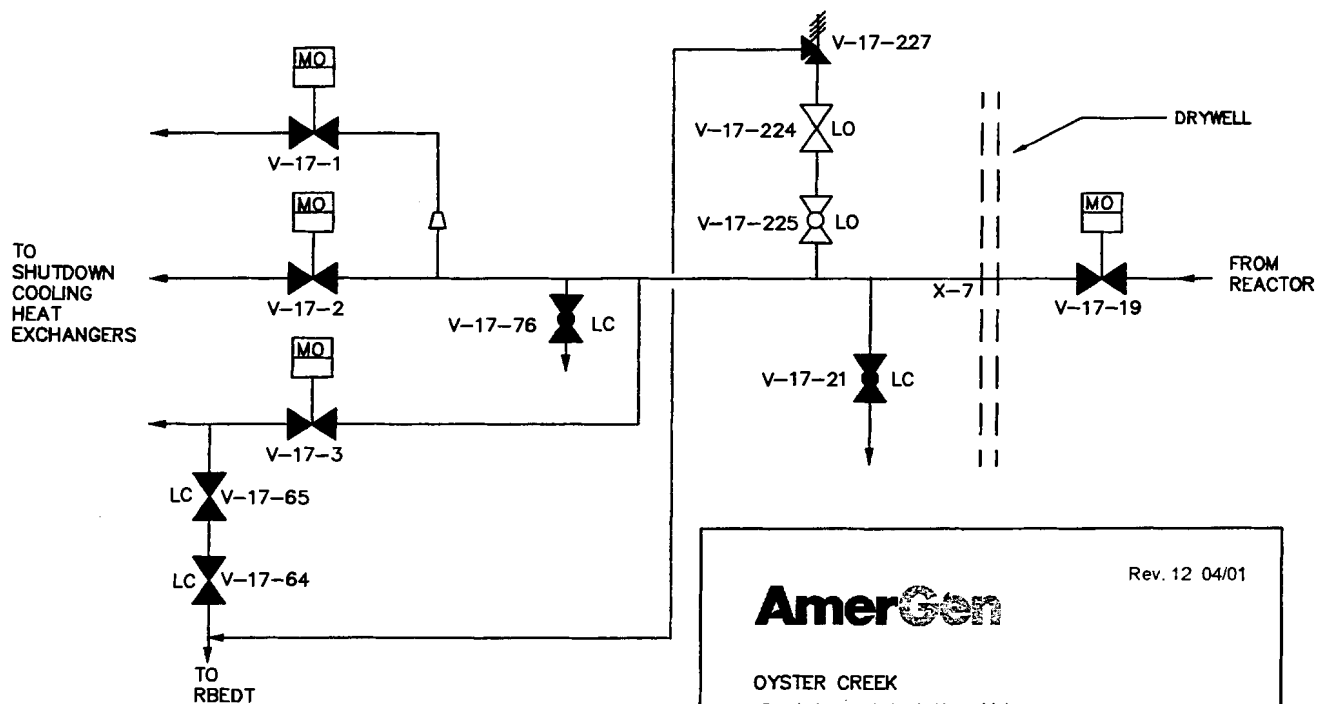 MO
V-17-227
V-17-224 LO
DRYWELL
V-17-1
MO
V-17-225 LO
MO
TO
SHUTDOWN
COOLING
HEAT
EXCHANGERS
FROM
REACTOR
X-7
V-17-2
V-17-19
V-17-76 LC
MO
V-17-21 LC
V-17-3
LC V-17-65
LC V-17-64
TO
RBEDT
Rev. 12 04/01
AmerGen
OYSTER CREEK